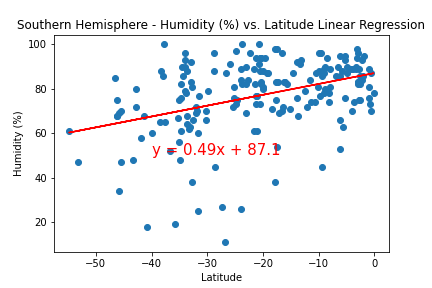 Southern Hemisphere - Humidity (%) vs. Latitude Linear Regression
100
80
60
40
20
Humidity (%)
y = 0.49x + 87.1
−50
−40
−30
−20
−10
0
Latitude